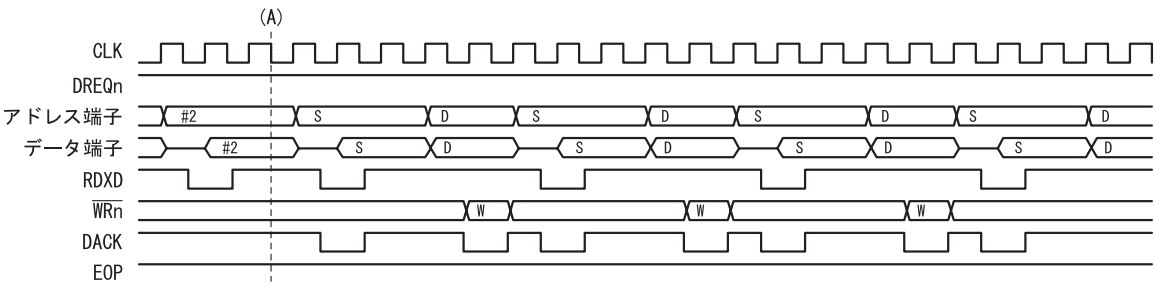 (A)
CLK
DREQn
アドレス端子 #2 S D S D S D S D
データ端子 #2 S D S D S D S D
RDXD
WRn W W W
DACK
EOP